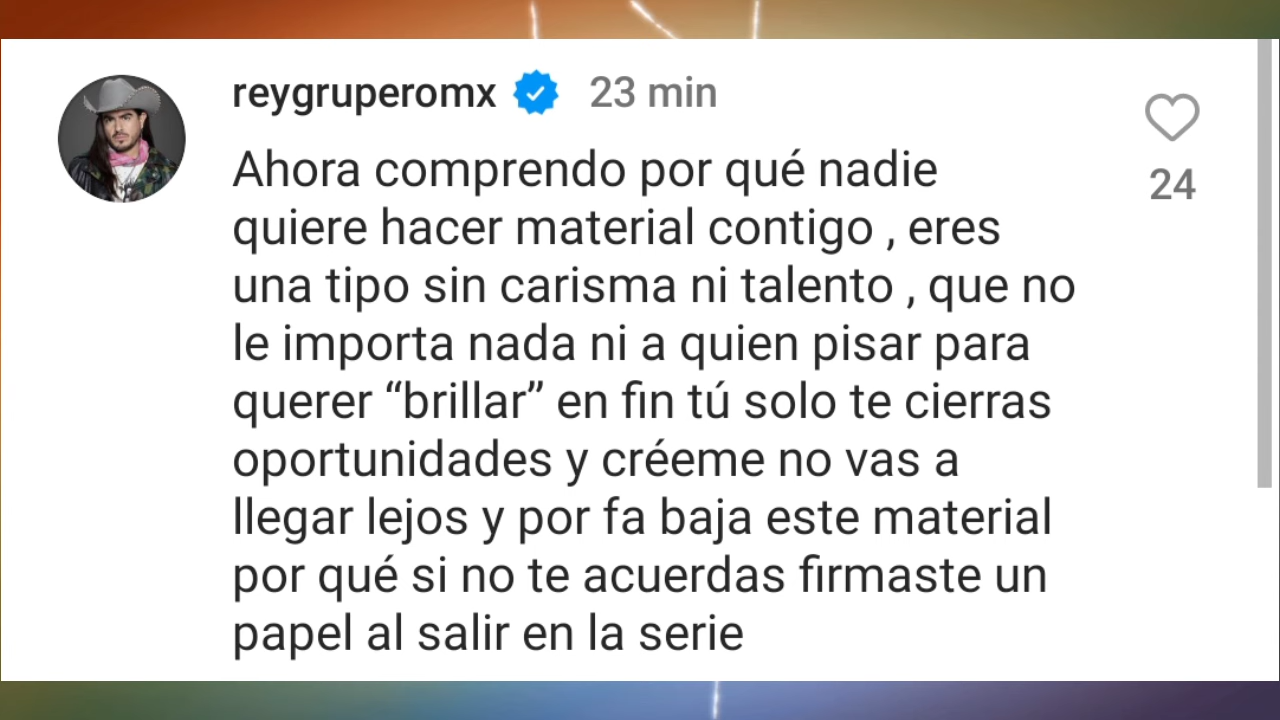 reygruperomx 23 min
Ahora comprendo por qué nadie
quiere hacer material contigo , eres
una tipo sin carisma ni talento , que no
le importa nada ni a quien pisar para
querer “brillar” en fin tú solo te cierras
oportunidades y créeme no vas a
llegar lejos y por fa baja este material
por qué si no te acuerdas firmaste un
papel al salir en la serie
24